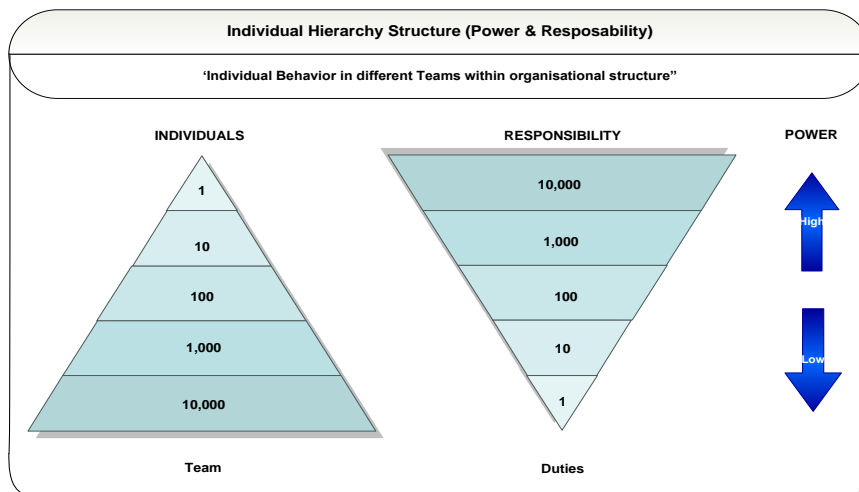 Individual Hierarchy Structure (Power & Resposability)
‘Individual Behavior in different Teams within organisational structure”
INDIVIDUALS
1
10
100
1,000
10,000
Team
RESPONSIBILITY
10,000
1,000
100
10
1
Duties
POWER
High
Low